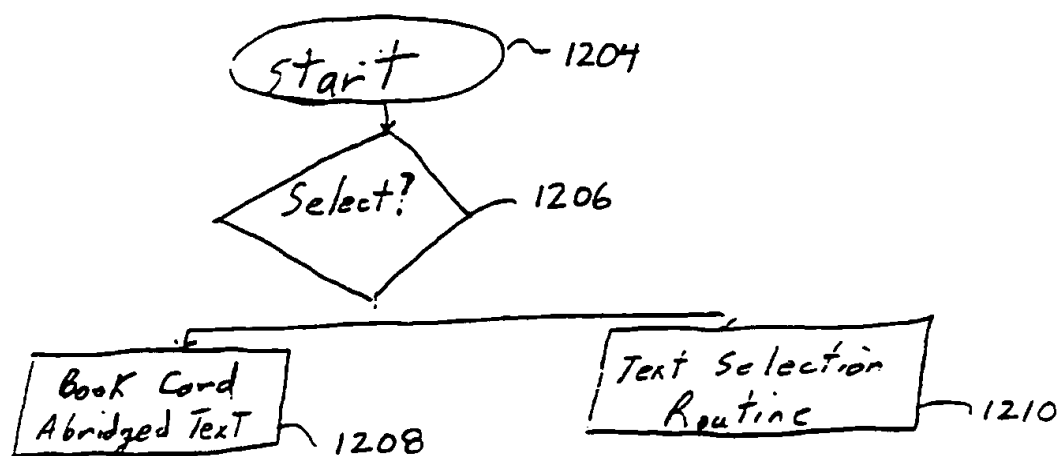 Start
1204
Select?
1206
Book Card
Abridged Text
1208
Text Selection
Routine
1210